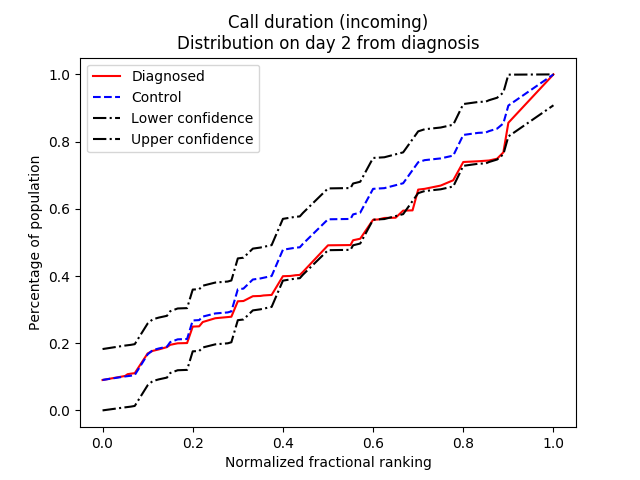 Call duration (incoming)
Distribution on day 2 from diagnosis
Diagnosed
Control
Lower confidence
Upper confidence
Percentage of population
1.0
0.8
0.6
0.4
0.2
0.0
0.0 0.2 0.4 0.6 0.8 1.0
Normalized fractional ranking